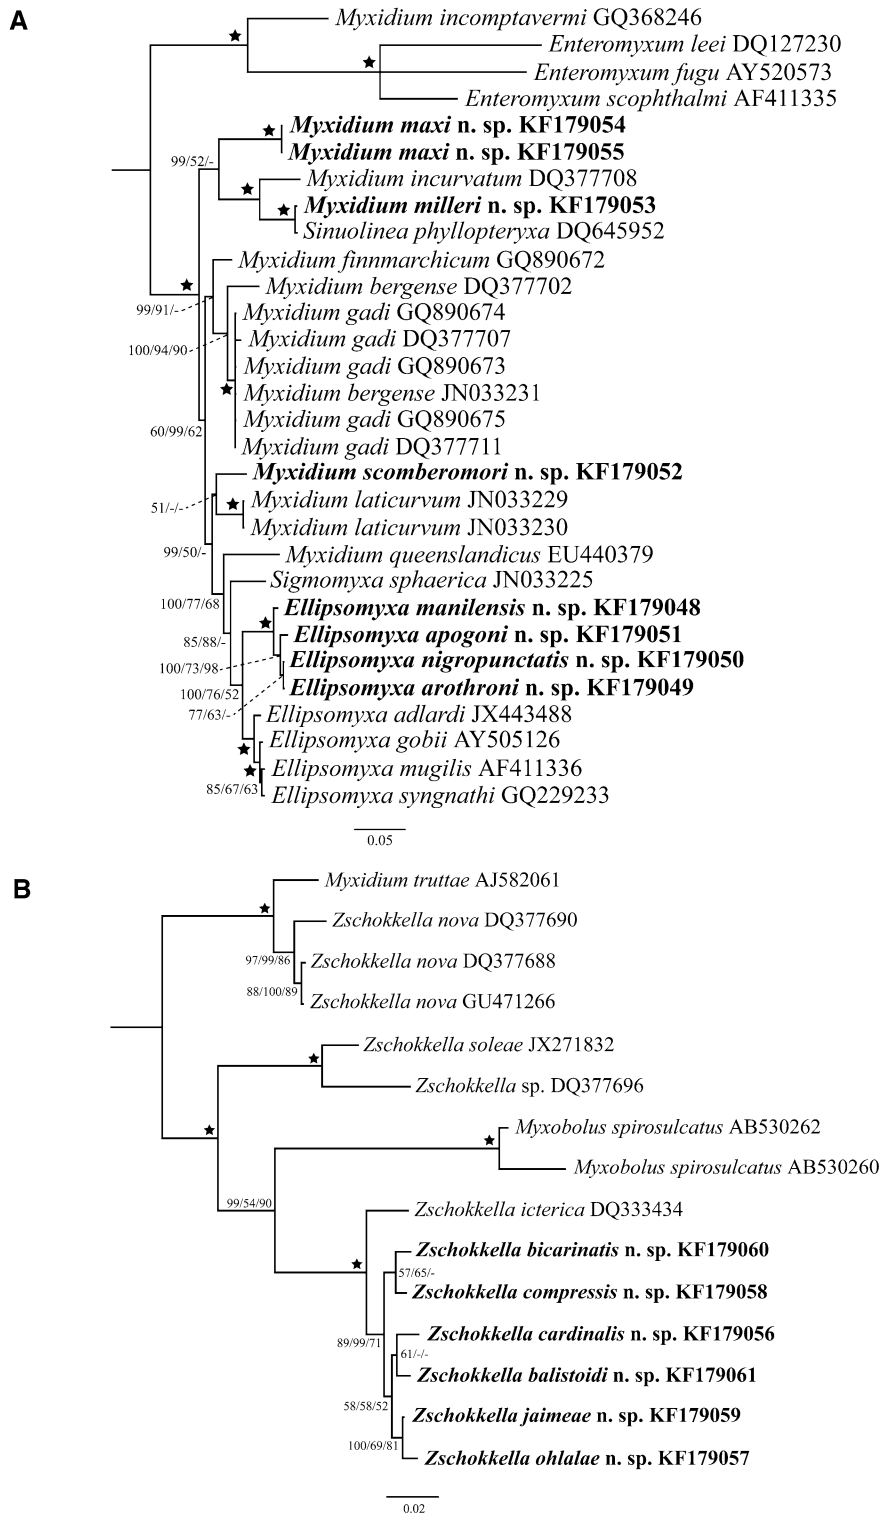 A
Myxidium incomptavermi GQ368246
Enteromyxum leei DQ127230
Enteromyxum fugu AY520573
Enteromyxum scophthalmi AF411335
Myxidium maxi n. sp. KF179054
Myxidium maxi n. sp. KF179055
99/52/-
Myxidium incurvatum DQ377708
Myxidium milleri n. sp. KF179053
Sinuolinea phyllopteryxa DQ645952
Myxidium finnmarchicum GQ890672
Myxidium bergense DQ377702
99/91/-
Myxidium gadi GQ890674
Myxidium gadi DQ377707
100/94/90
Myxidium gadi GQ890673
Myxidium bergense JN033231
Myxidium gadi GQ890675
60/99/62
Myxidium gadi DQ377711
Myxidium scomberomori n. sp. KF179052
Myxidium laticurvum JN033229
51/-/-
Myxidium laticurvum JN033230
99/50/-
Myxidium queenslandicus EU440379
Sigmomyxa sphaerica JN033225
100/77/68
Ellipsomyxa manilensis n. sp. KF179048
Ellipsomyxa apogoni n. sp. KF179051
85/88/-
Ellipsomyxa nigropunctatis n. sp. KF179050
100/73/98
Ellipsomyxa arothroni n. sp. KF179049
100/76/52
77/63/-
Ellipsomyxa adlardi JX443488
Ellipsomyxa gobii AY505126
Ellipsomyxa mugilis AF411336
85/67/63
Ellipsomyxa syngnathi GQ229233
0.05
B
Myxidium truttae AJ582061
Zschokkella nova DQ377690
97/99/86
Zschokkella nova DQ377688
88/100/89
Zschokkella nova GU471266
Zschokkella soleae JX271832
Zschokkella sp. DQ377696
Myxobolus spirosulcatus AB530262
Myxobolus spirosulcatus AB530260
99/54/90
Zschokkella icterica DQ333434
Zschokkella bicarinatis n. sp. KF179060
57/65/-
Zschokkella compressis n. sp. KF179058
Zschokkella cardinalis n. sp. KF179056
89/99/71
61/-/-
Zschokkella balistoidi n. sp. KF179061
58/58/52
Zschokkella jaimeae n. sp. KF179059
100/69/81
Zschokkella ohlalae n. sp. KF179057
0.02